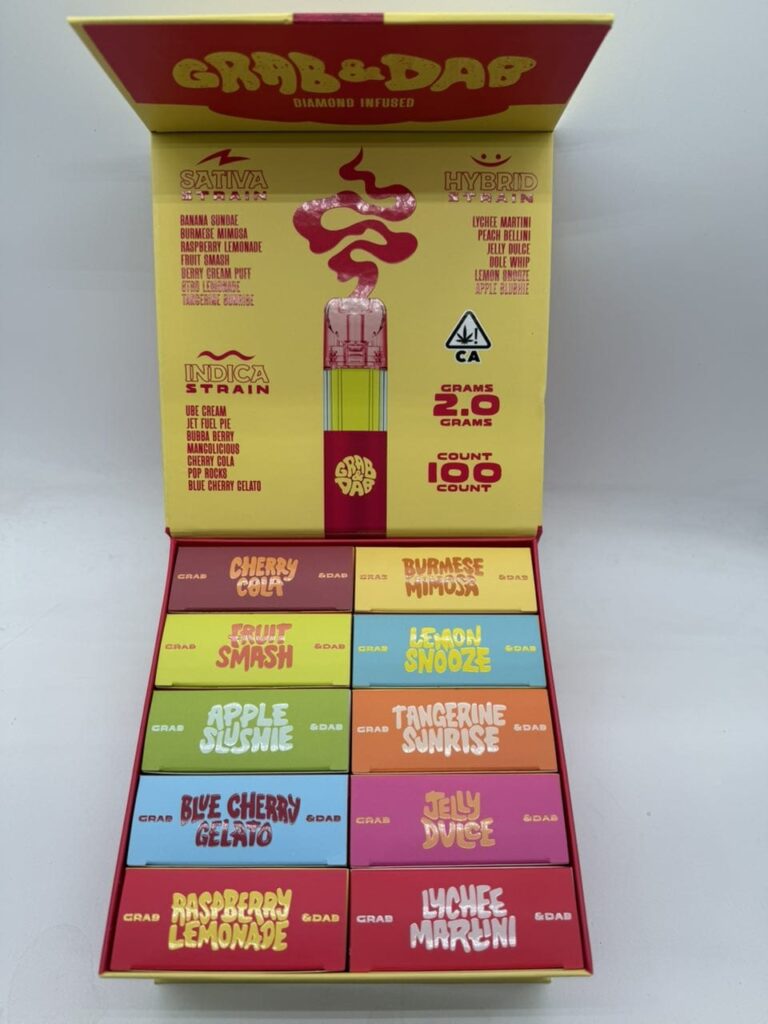 GRAB & DAB
DIAMOND INFUSED
SATIVA
STRAIN
BANANA SUNDAE
BURMESE MIMOSA
RASPBERRY LEMONADE
FRUIT SMASH
BERRY CREAM PUFF
LEMONADE
TANGERINE SUNRISE
HYBRID
STRAIN
LYCHEE MARTINI
PEACH BELLINI
JELLY DULCE
DOLE WHIP
LEMON SNOOZE
APPLE SLUSHIE
CA
INDICA
STRAIN
UBE CREAM
JET FUEL PIE
BUBBA BERRY
MANGOLICIOUS
CHERRY COLA
POP ROCKS
BLUE CHERRY GELATO
GRAMS
2.0
GRAMS
COUNT
100
COUNT
GRAB
&
DAB
GRAB CHERRY COLA &DAB
GRAB BURMESE MIMOSA &DAB
GRAB FRUIT SMASH &DAB
GRAB LEMON SNOOZE &DAB
GRAB APPLE SLUSHIE &DAB
GRAB TANGERINE SUNRISE &DAB
GRAB BLUE CHERRY GELATO &DAB
GRAB JELLY DULCE &DAB
GRAB RASPBERRY LEMONADE &DAB
GRAB LYCHEE MARTINI &DAB